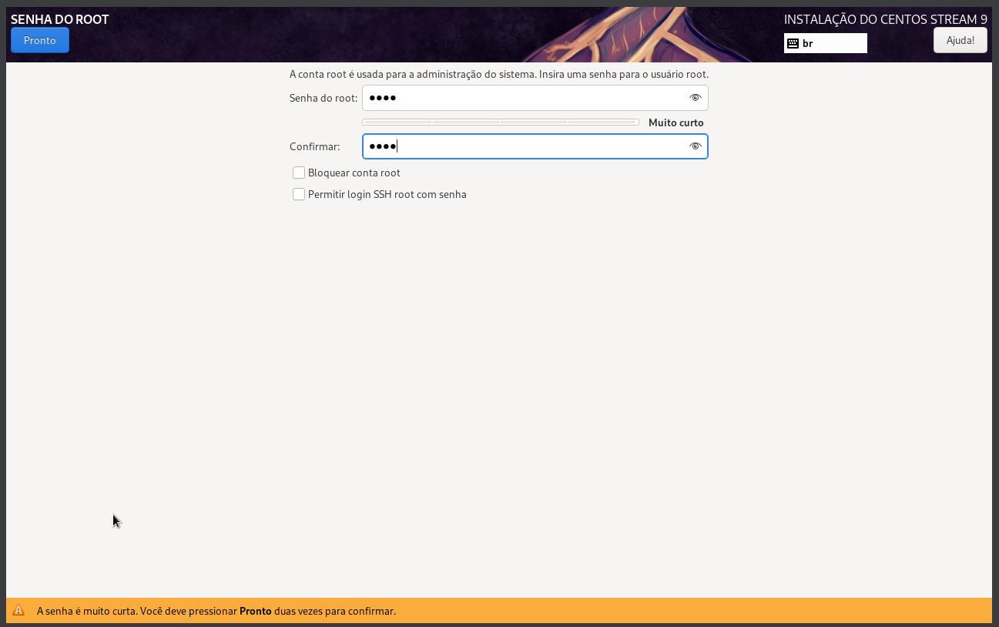 SENHA DO ROOT
INSTALAÇÃO DO CENTOS STREAM 9
Pronto
br
Ajuda!
A conta root é usada para a administração do sistema. Insira uma senha para o usuário root.
Senha do root: ●●●●
Muito curto
Confirmar: ●●●●
Bloquear conta root
Permitir login SSH root com senha
A senha é muito curta. Você deve pressionar Pronto duas vezes para confirmar.